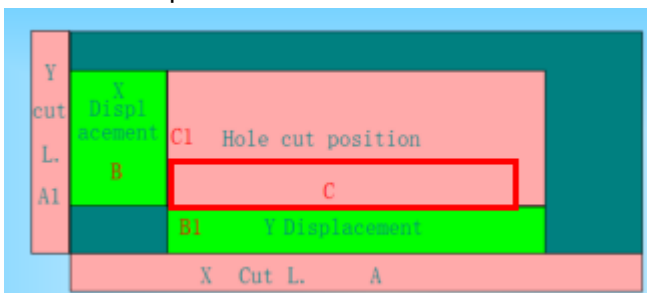 Y
cut
L.
A1
X
Displ
acement
B
C1 Hole cut position
C
B1 Y Displacement
X Cut L. A